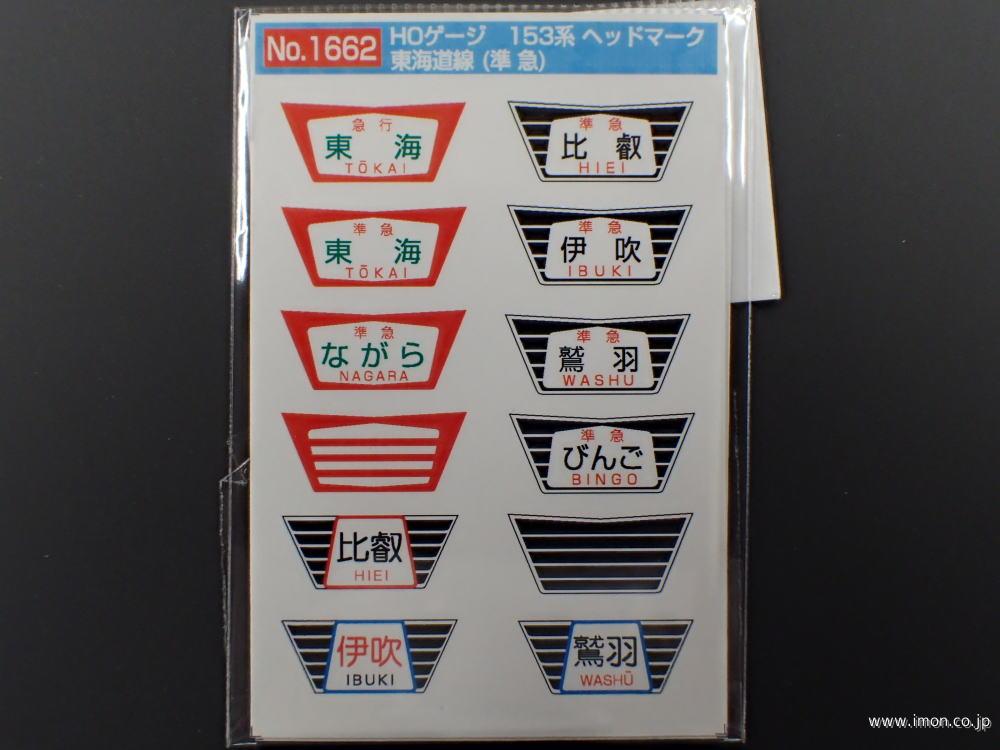 No.1662
HOゲージ 153系 ヘッドマーク
東海道線 (準 急)
急 行
東 海
TŌKAI
準 急
比 叡
HIEI
準 急
東 海
TŌKAI
準 急
伊 吹
IBUKI
準 急
ながら
NAGARA
準 急
鷲 羽
WASHU
準 急
びんご
BINGO
比叡
HIEI
伊吹
IBUKI
鷲羽
WASHŪ
www.imon.co.jp